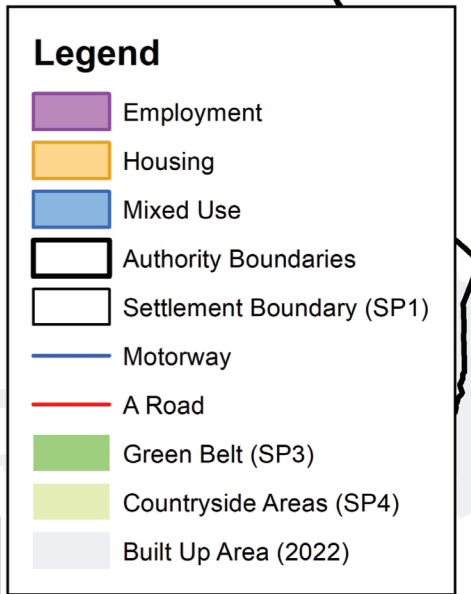 Legend
Employment
Housing
Mixed Use
Authority Boundaries
Settlement Boundary (SP1)
Motorway
A Road
Green Belt (SP3)
Countryside Areas (SP4)
Built Up Area (2022)